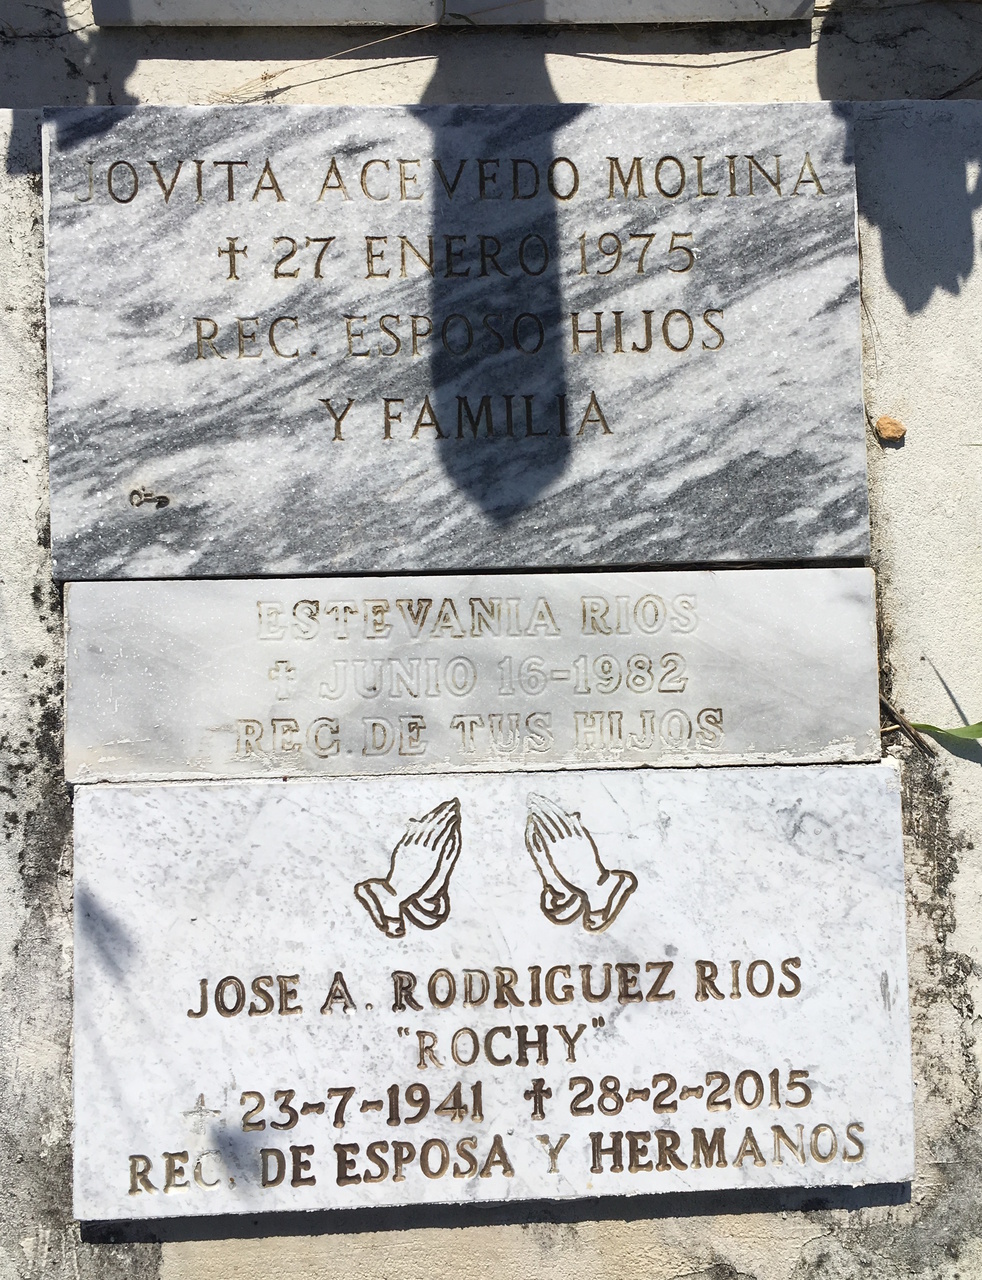 JOVITA ACEVEDO MOLINA
✝ 27 ENERO 1975
REC. ESPOSO HIJOS
Y FAMILIA
ESTEVANIA RIOS
✝ JUNIO 16-1982
REC. DE TUS HIJOS
JOSE A. RODRIGUEZ RIOS
"ROCHY"
✢ 23-7-1941 ✝ 28-2-2015
REC. DE ESPOSA Y HERMANOS